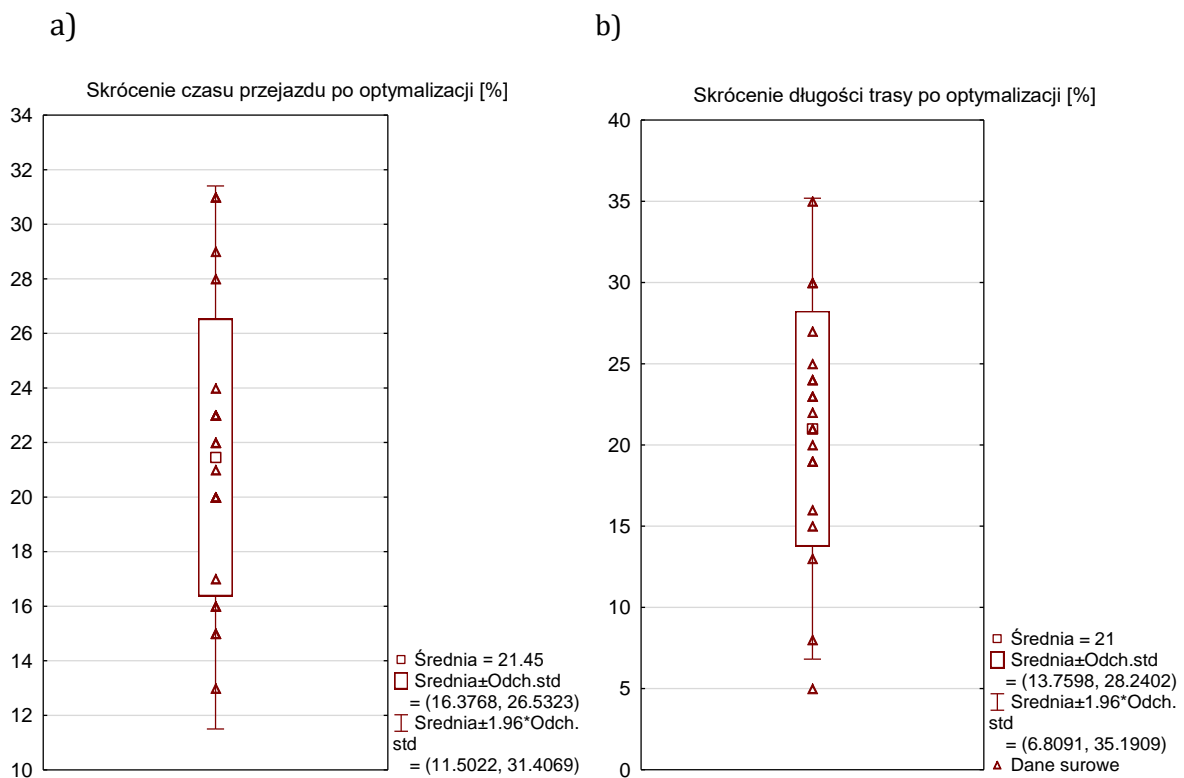 a)
Skrócenie czasu przejazdu po optymalizacji [%]
34
32
30
28
26
24
22
20
18
16
14
12
10
Średnia = 21.45
Srednia±Odch.std
= (16.3768, 26.5323)
Srednia±1.96*Odch.
std
= (11.5022, 31.4069)
b)
Skrócenie długości trasy po optymalizacji [%]
40
35
30
25
20
15
10
5
0
Średnia = 21
Srednia±Odch.std
= (13.7598, 28.2402)
Srednia±1.96*Odch.
std
= (6.8091, 35.1909)
Dane surowe